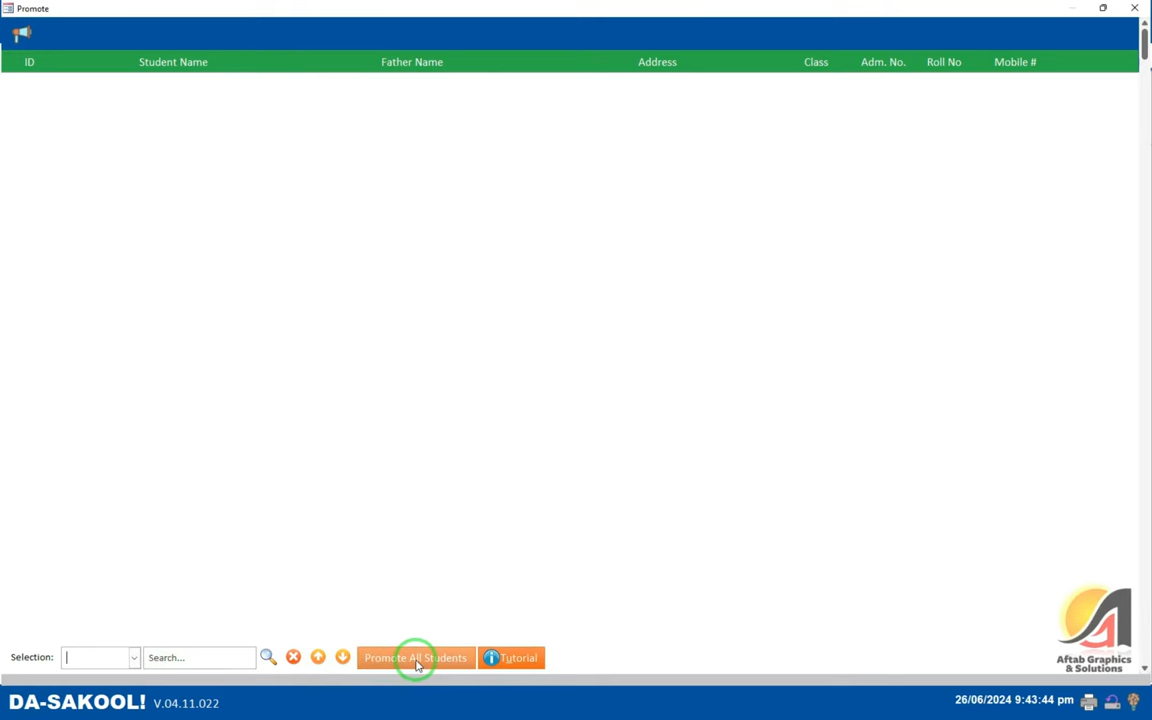 Promote
ID Student Name Father Name Address Class Adm. No. Roll No Mobile #
Aftab Graphics
& Solutions
Selection: Search... Promote All Students Tutorial
DA-SAKOOL! V.04.11.022 26/06/2024 9:43:44 pm